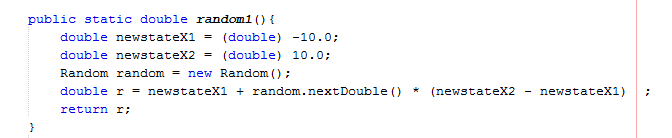 public static double random1(){
double newstateX1 = (double) -10.0;
double newstateX2 = (double) 10.0;
Random random = new Random();
double r = newstateX1 + random.nextDouble() * (newstateX2 - newstateX1)  ;
return r;
}